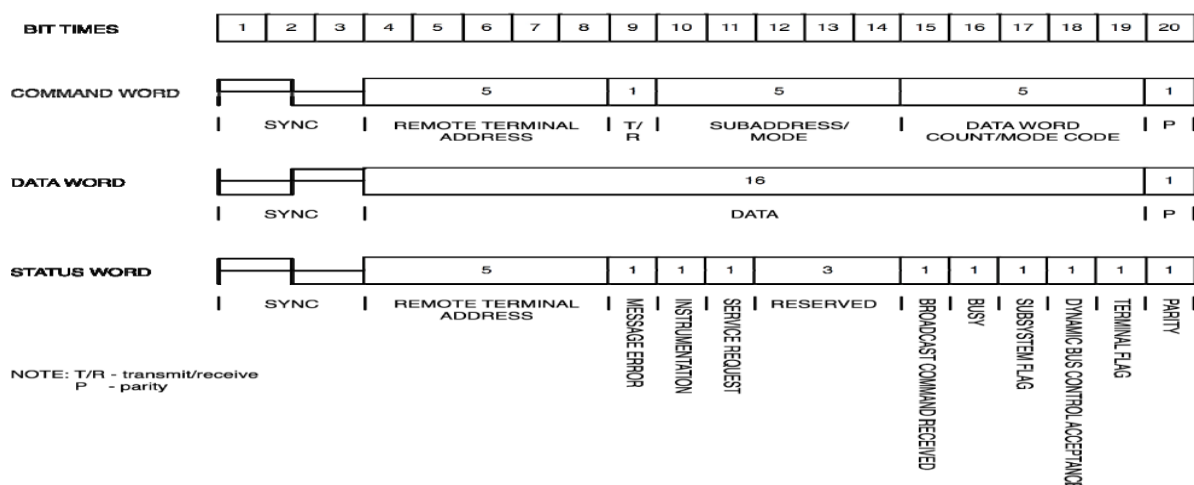 BIT TIMES 1 2 3 4 5 6 7 8 9 10 11 12 13 14 15 16 17 18 19 20
COMMAND WORD 5 1 5 5 1
SYNC REMOTE TERMINAL ADDRESS T/R SUBADDRESS/MODE DATA WORD COUNT/MODE CODE P
DATA WORD 16 1
SYNC DATA P
STATUS WORD 5 1 1 1 3 1 1 1 1 1 1
SYNC REMOTE TERMINAL ADDRESS MESSAGE ERROR INSTRUMENTATION SERVICE REQUEST RESERVED BROADCAST COMMAND RECEIVED BUSY SUBSYSTEM FLAG DYNAMIC BUS CONTROL ACCEPTANCE TERMINAL FLAG PARITY
NOTE: T/R - transmit/receive
P - parity